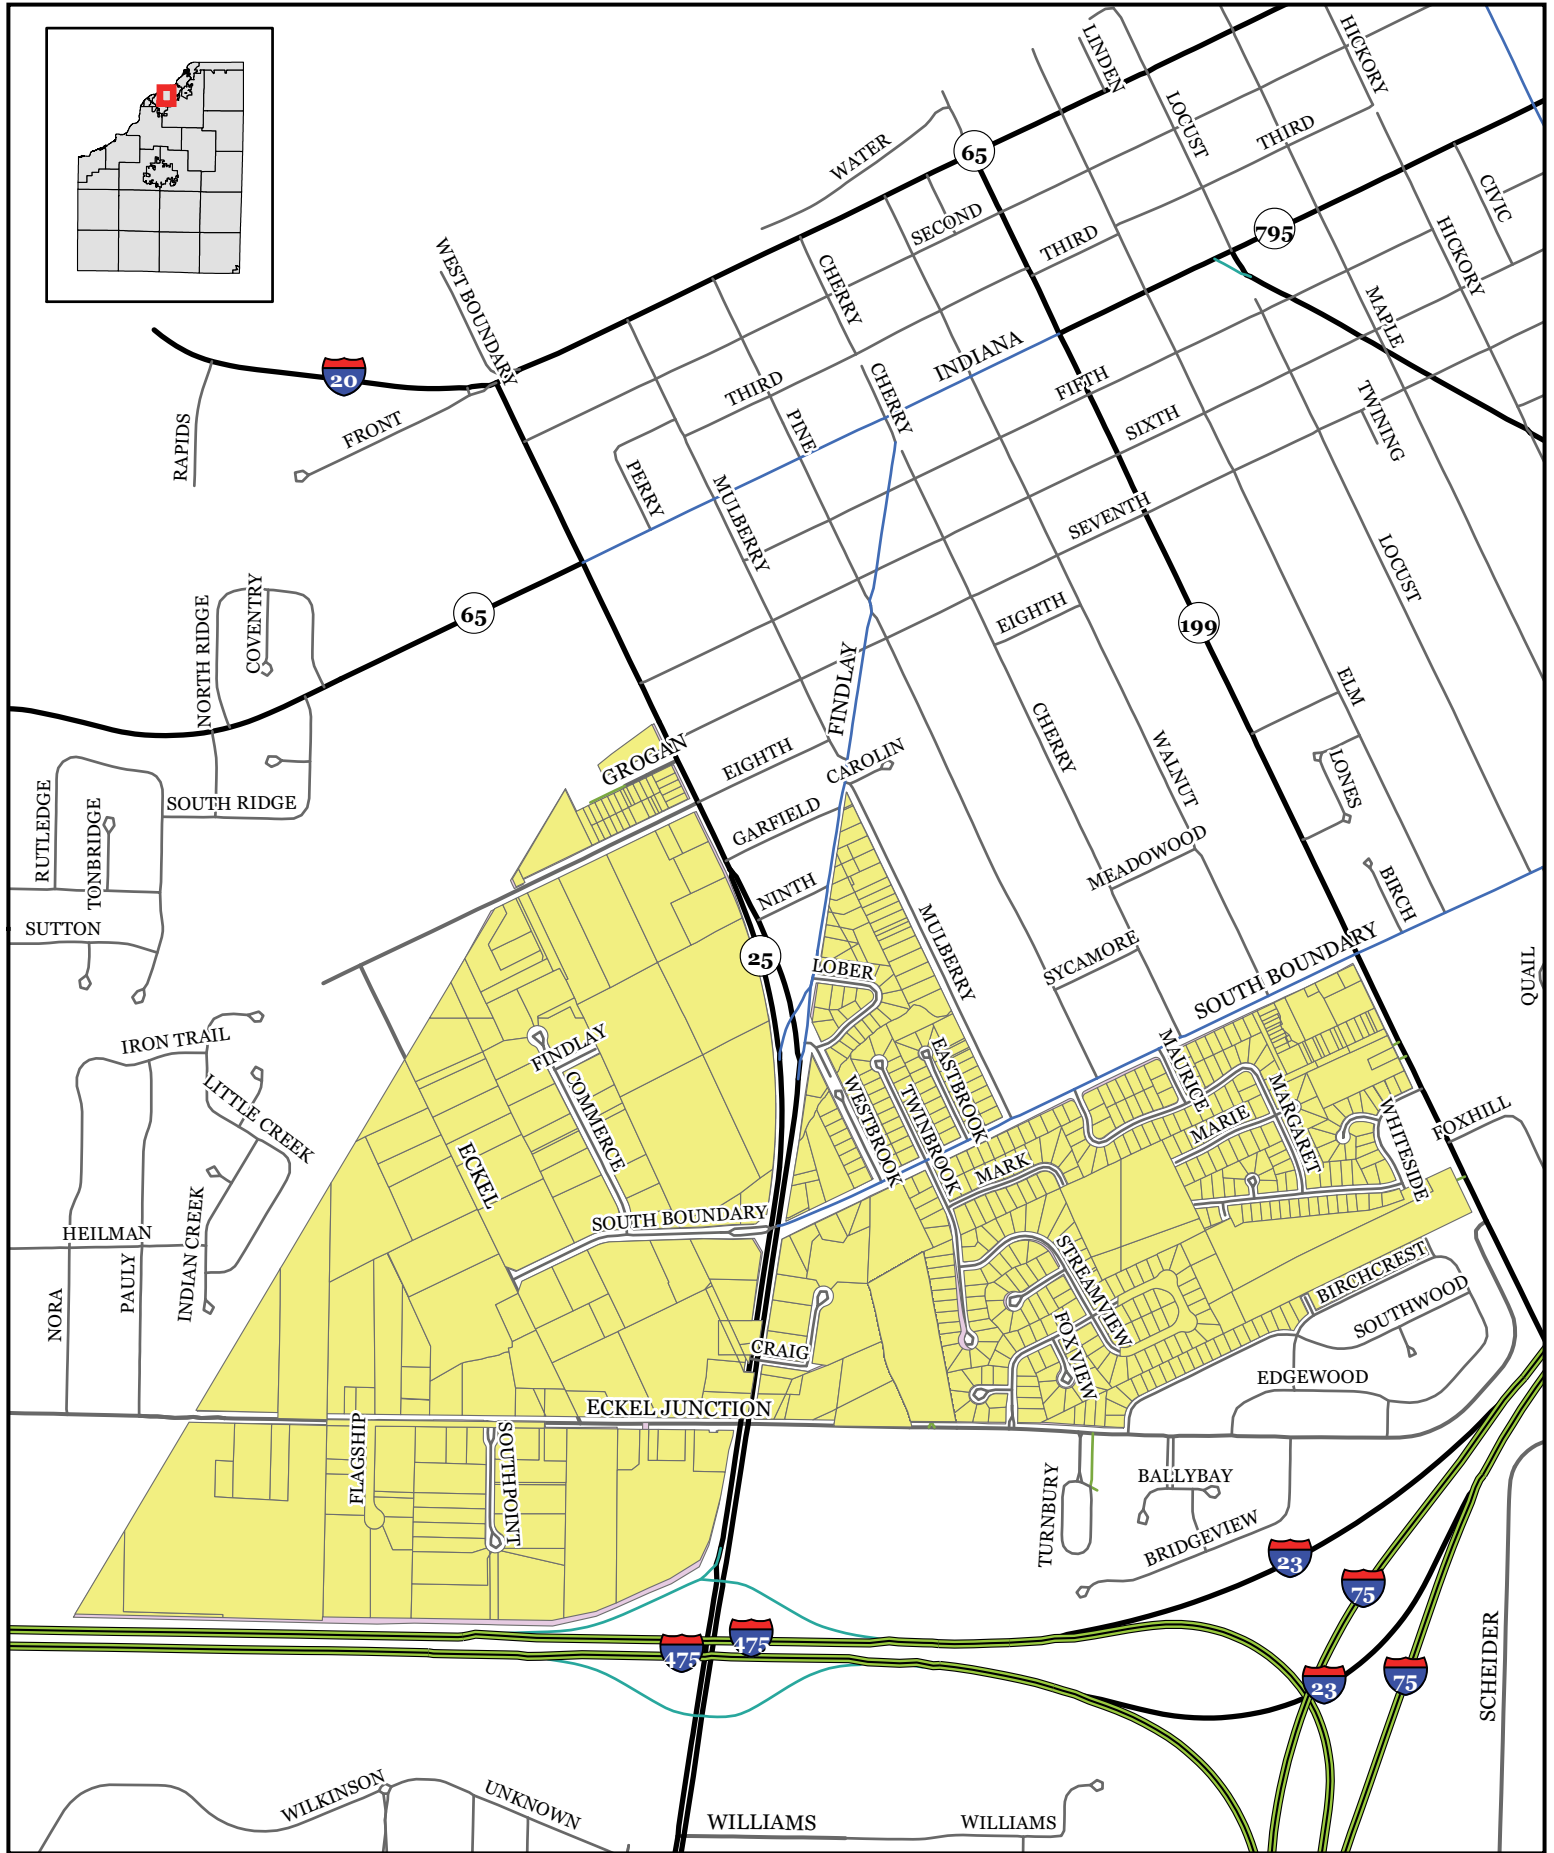 LINDEN
HICKORY
LOCUST
THIRD
WATER
65
CIVIC
SECOND
THIRD
795
HICKORY
WEST BOUNDARY
CHERRY
MAPLE
20
INDIANA
THIRD
CHERRY
FIFTH
SIXTH
TWINING
RAPIDS
FRONT
PINE
PERRY
MULBERRY
SEVENTH
LOCUST
NORTH RIDGE
COVENTRY
65
EIGHTH
199
FINDLAY
ELM
CHERRY
WALNUT
GROGAN
EIGHTH
CAROLIN
LONES
RUTLEDGE
TONBRIDGE
SOUTH RIDGE
GARFIELD
MEADOWOOD
NINTH
BIRCH
SUTTON
MULBERRY
25
LOBER
SYCAMORE
SOUTH BOUNDARY
QUAIL
IRON TRAIL
FINDLAY
EASTBROOK
MAURICE
LITTLE CREEK
COMMERCE
WESTBROOK
TWINBROOK
MARIE
MARGARET
WHITESIDE
FOXHILL
ECKEL
MARK
INDIAN CREEK
SOUTH BOUNDARY
HEILMAN
PAULY
NORA
STREAMVIEW
BIRCHCREST
SOUTHWOOD
CRAIG
FOXVIEW
EDGEWOOD
ECKEL JUNCTION
FLAGSHIP
SOUTHPOINT
TURNBURY
BALLYBAY
BRIDGEVIEW
23
75
475
475
23
75
SCHEIDER
WILKINSON
UNKNOWN
WILLIAMS
WILLIAMS